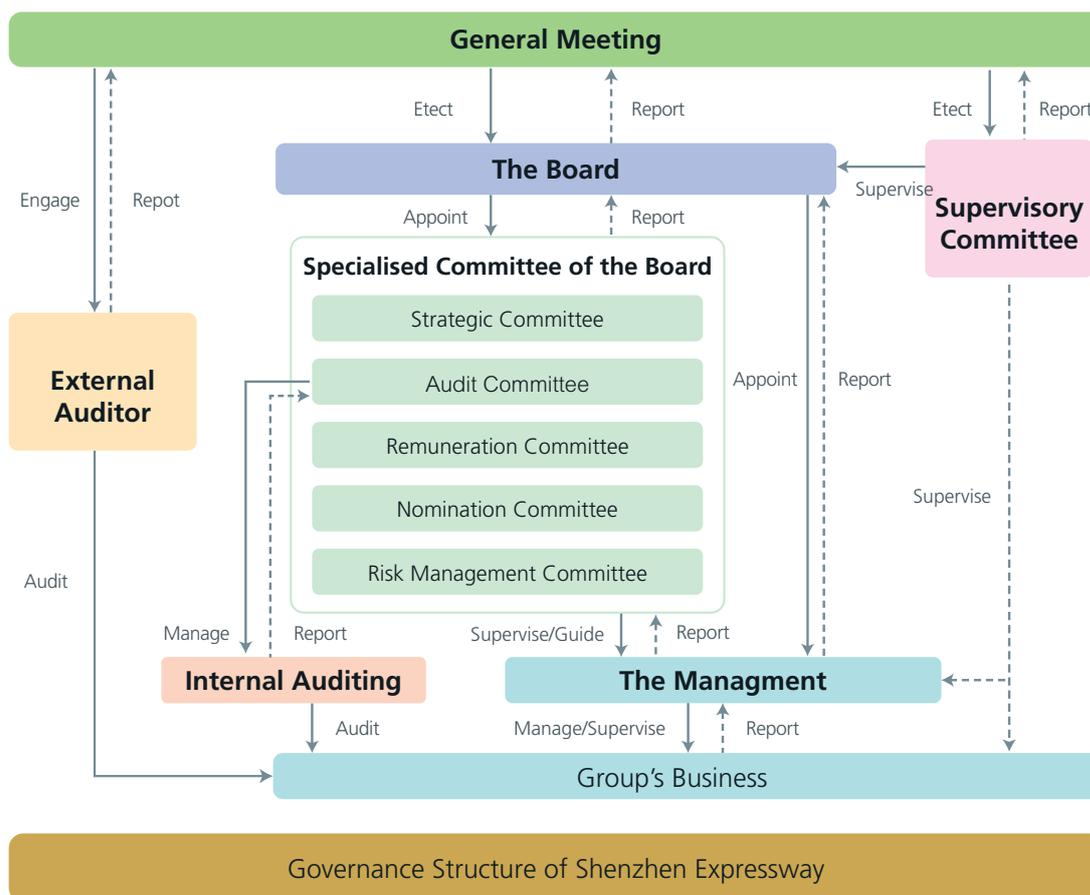 General Meeting
Etect
Report
Etect
Report
Engage
Repot
The Board
Supervise
Supervisory
Committee
Appoint
Report
Specialised Committee of the Board
Strategic Committee
External
Auditor
Audit Committee
Appoint
Report
Remuneration Committee
Nomination Committee
Supervise
Risk Management Committee
Audit
Manage
Report
Supervise/Guide
Report
Internal Auditing
The Managment
Audit
Manage/Supervise
Report
Group's Business
Governance Structure of Shenzhen Expressway